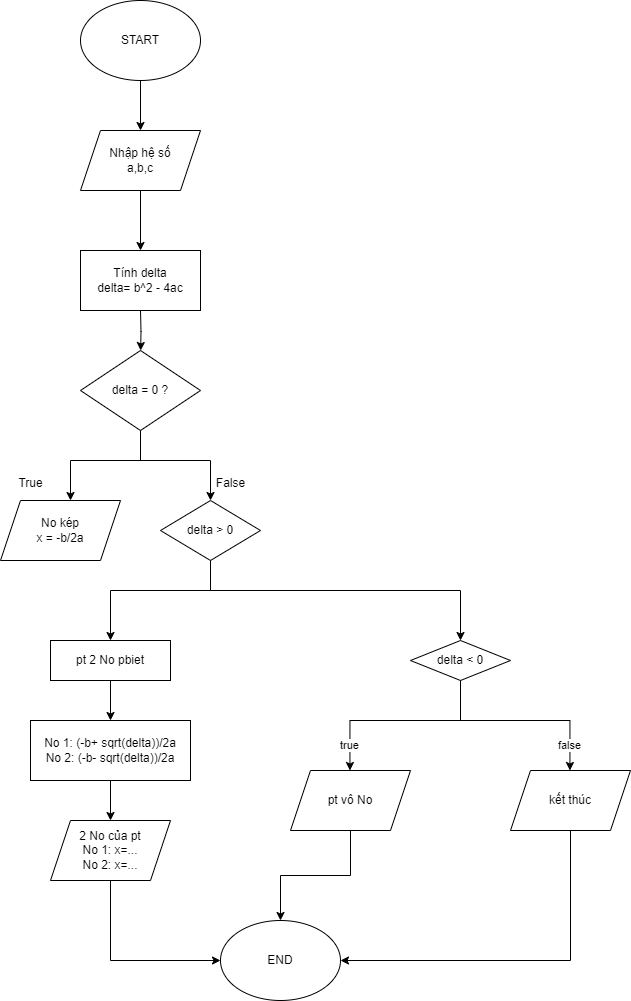 START
Nhập hệ số
a,b,c
Tính delta
delta= b^2 - 4ac
delta = 0 ?
True
False
No kép
x = -b/2a
delta > 0
pt 2 No pbiet
delta < 0
No 1: (-b+ sqrt(delta))/2a
No 2: (-b- sqrt(delta))/2a
true
false
pt vô No
kết thúc
2 No của pt
No 1: x=...
No 2: x=...
END